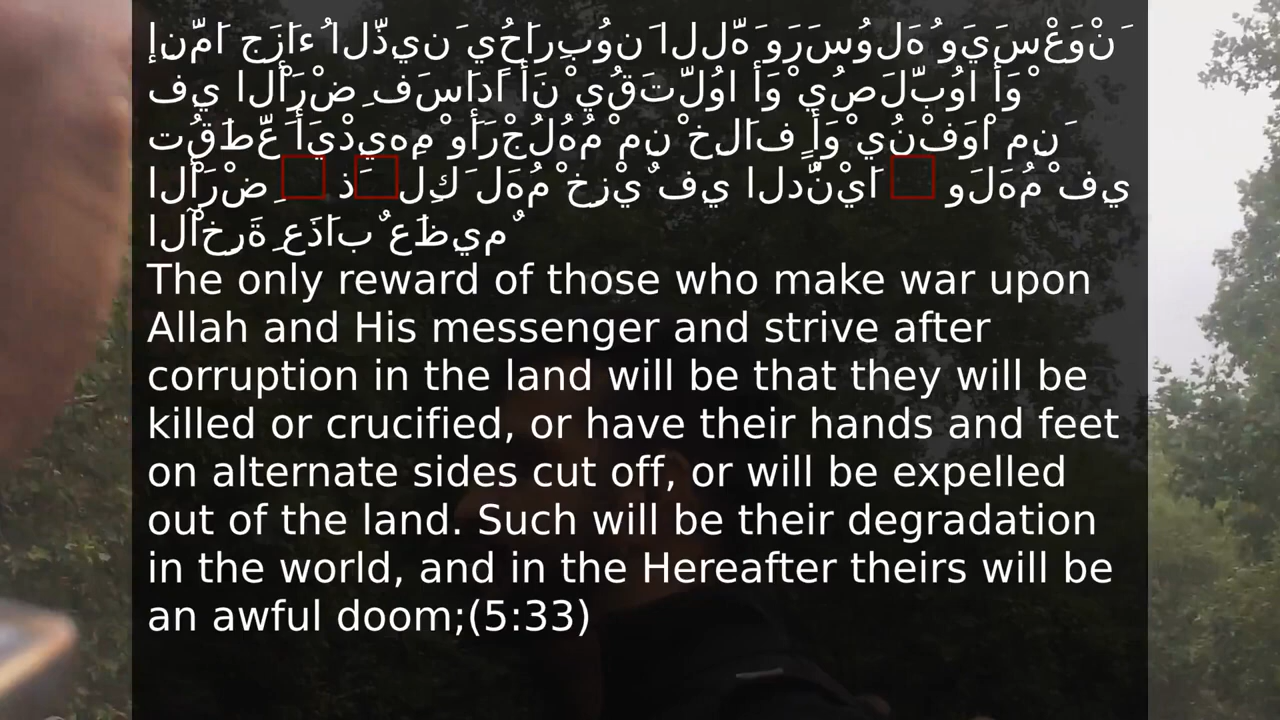 إِنَّمَا جَزَاءُ الَّذِينَ يُحَارِبُونَ اللَّهَ وَرَسُولَهُ وَيَسْعَوْنَ
فِي الْأَرْضِ فَسَادًا أَنْ يُقَتَّلُوا أَوْ يُصَلَّبُوا أَوْ
تُقَطَّعَ أَيْدِيهِمْ وَأَرْجُلُهُمْ مِنْ خِلَافٍ أَوْ يُنْفَوْا مِنَ
الْأَرْضِ ذَلِكَ لَهُمْ خِزْيٌ فِي الدُّنْيَا وَلَهُمْ فِي
الْآخِرَةِ عَذَابٌ عَظِيمٌ
The only reward of those who make war upon
Allah and His messenger and strive after
corruption in the land will be that they will be
killed or crucified, or have their hands and feet
on alternate sides cut off, or will be expelled
out of the land. Such will be their degradation
in the world, and in the Hereafter theirs will be
an awful doom;(5:33)